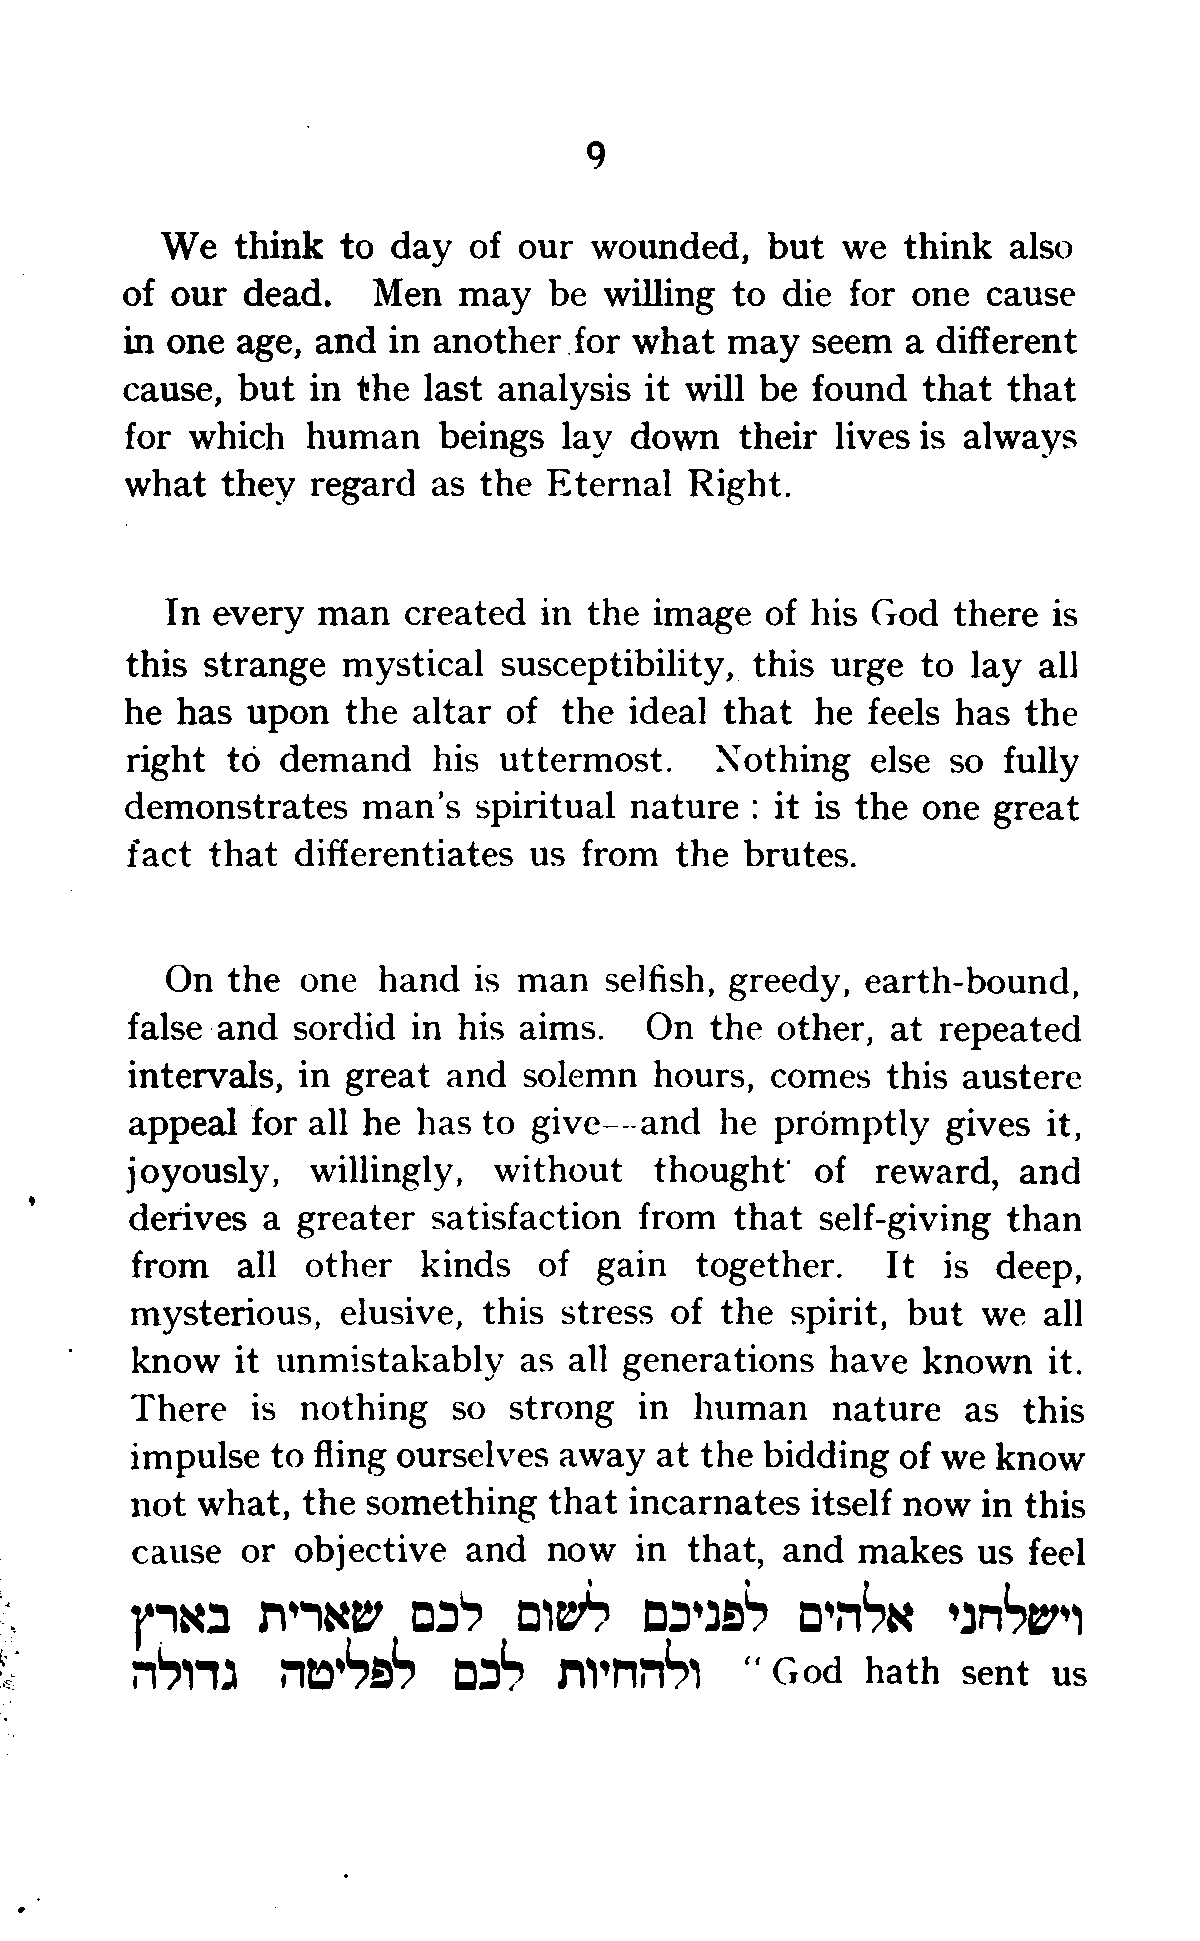 9
We think to day of our wounded, but we think also
of our dead. Men may be willing to die for one cause
in one age, and in another for what may seem a different
cause, but in the last analysis it will be found that that
for which human beings lay down their lives is always
what they regard as the Eternal Right.
In every man created in the image of his God there is
this strange mystical susceptibility, this urge to lay all
he has upon the altar of the ideal that he feels has the
right to demand his uttermost. Nothing else so fully
demonstrates man's spiritual nature : it is the one great
fact that differentiates us from the brutes.
On the one hand is man selfish, greedy, earth-bound,
false and sordid in his aims. On the other, at repeated
intervals, in great and solemn hours, comes this austere
appeal for all he has to give—and he promptly gives it,
joyously, willingly, without thought of reward, and
derives a greater satisfaction from that self-giving than
from all other kinds of gain together. It is deep,
mysterious, elusive, this stress of the spirit, but we all
know it unmistakably as all generations have known it.
There is nothing so strong in human nature as this
impulse to fling ourselves away at the bidding of we know
not what, the something that incarnates itself now in this
cause or objective and now in that, and makes us feel
וישלחני אלהים לפניכם לשום לכם שארית בארץ
ולהחיות לכם לפליטה גדולה "God hath sent us